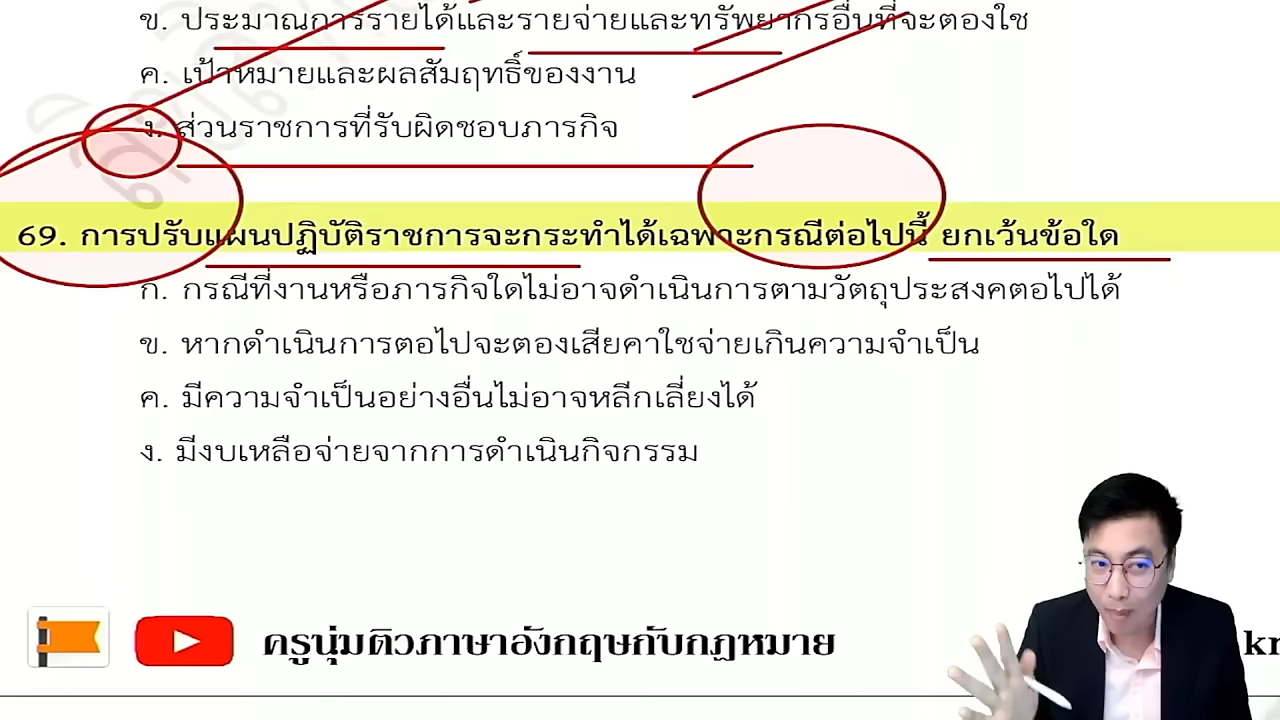 ข. ประมาณการรายได้และรายจ่ายและทรัพยากรอื่นที่จะตองใช
ค. เป้าหมายและผลสัมฤทธิ์ของงาน
ง. ส่วนราชการที่รับผิดชอบภารกิจ
69. การปรับแผนปฏิบัติราชการจะกระทำได้เฉพาะกรณีต่อไปนี้ ยกเว้นข้อใด
ก. กรณีที่งานหรือภารกิจใดไม่อาจดำเนินการตามวัตถุประสงคตอไปได้
ข. หากดำเนินการตอไปจะตองเสียคาใชจ่ายเกินความจำเป็น
ค. มีความจำเป็นอย่างอื่นไม่อาจหลีกเลี่ยงได้
ง. มีงบเหลือจ่ายจากการดำเนินกิจกรรม
ครูนุ่มติวภาษาอังกฤษกับกฎหมาย